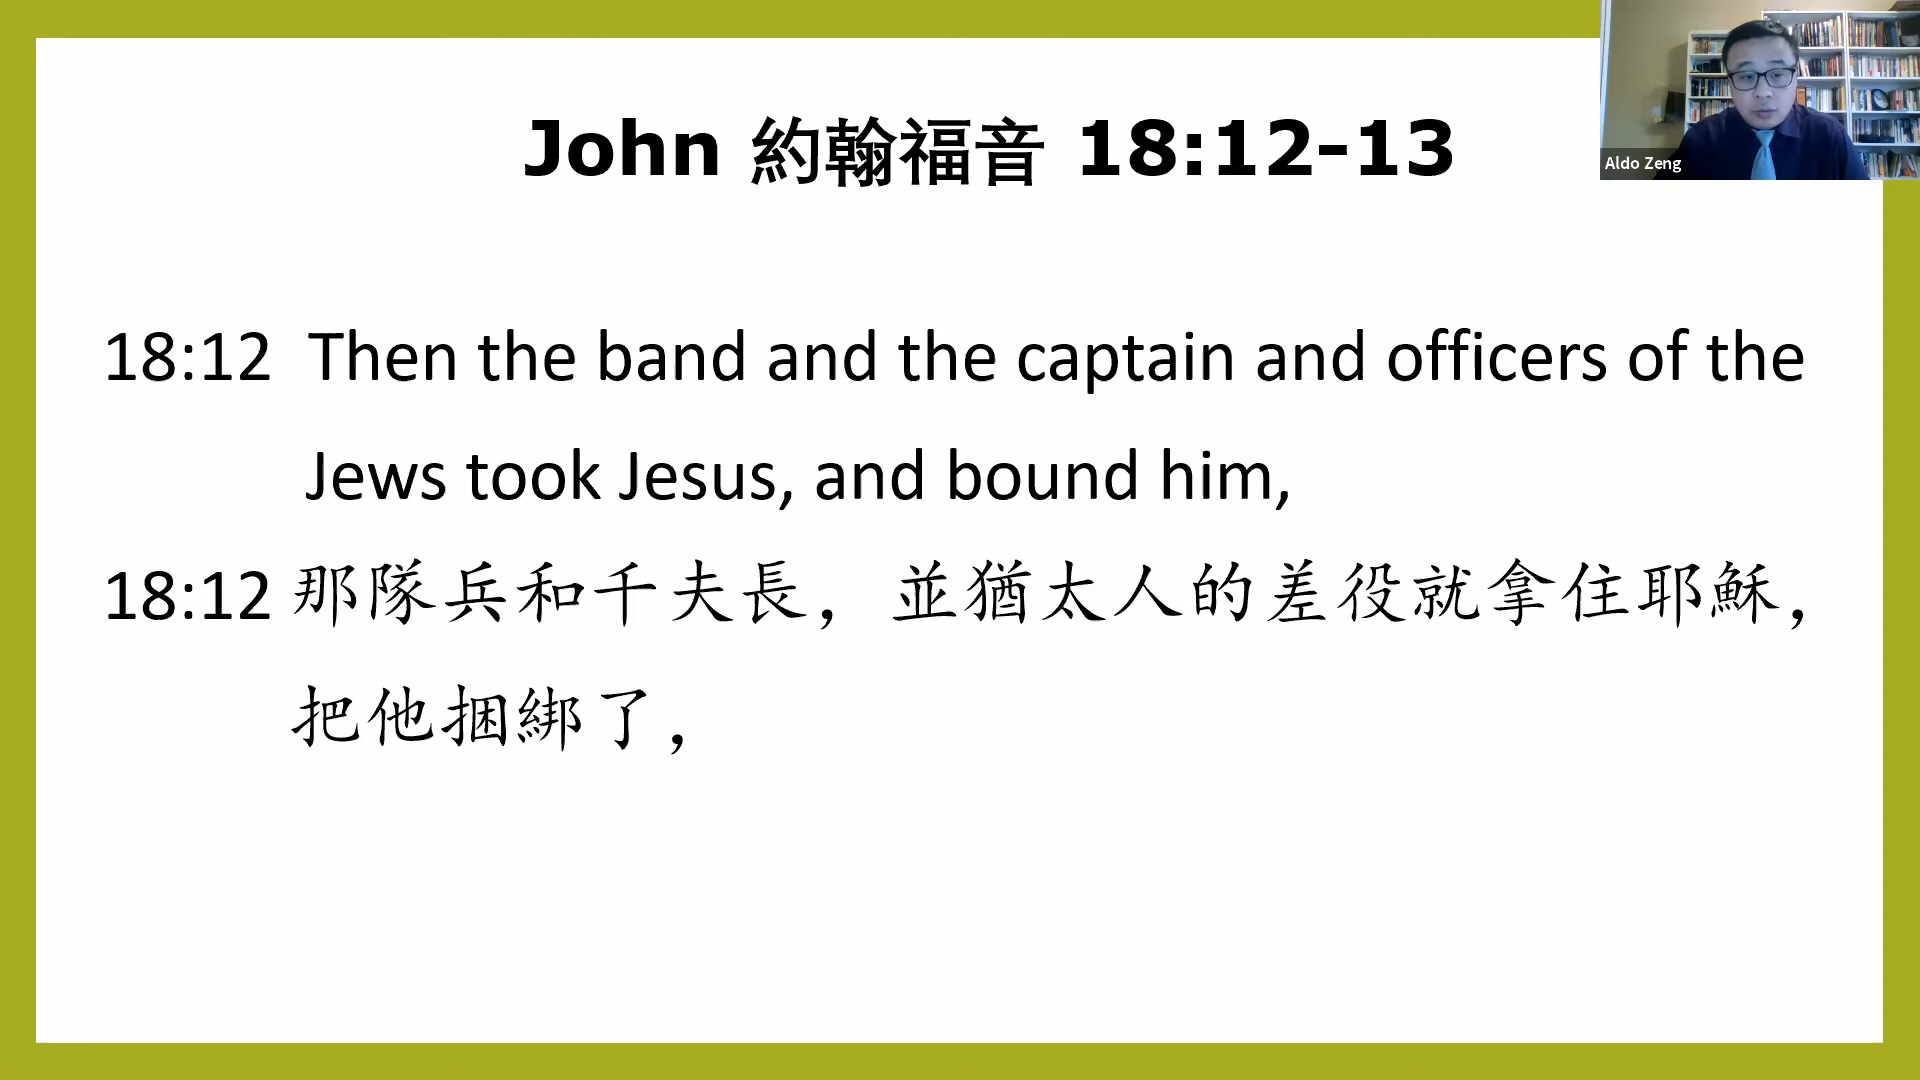 John 約翰福音 18:12-13
Aldo Zeng
18:12 Then the band and the captain and officers of the
Jews took Jesus, and bound him,
18:12 那隊兵和千夫長，並猶太人的差役就拿住耶穌，
把他捆綁了，